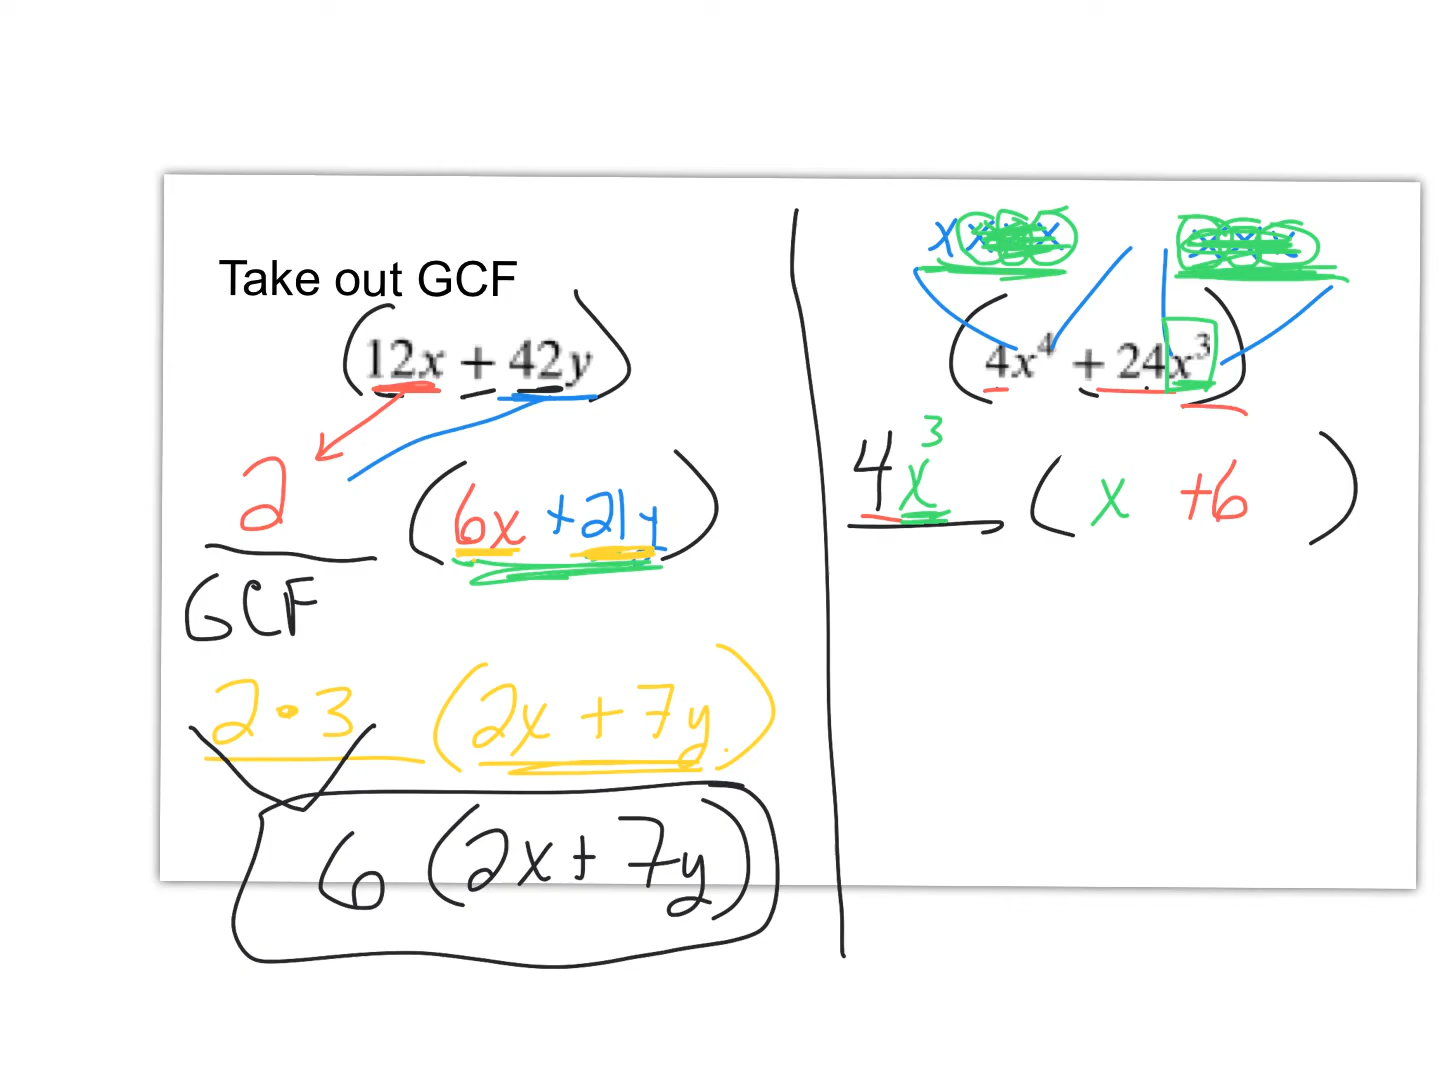 Take out GCF
(12x + 42y)
2 (6x + 21y)
GCF
2 · 3 (2x + 7y)
6 (2x + 7y)
x
(4x⁴ + 24x³)
4x³ (x + 6)